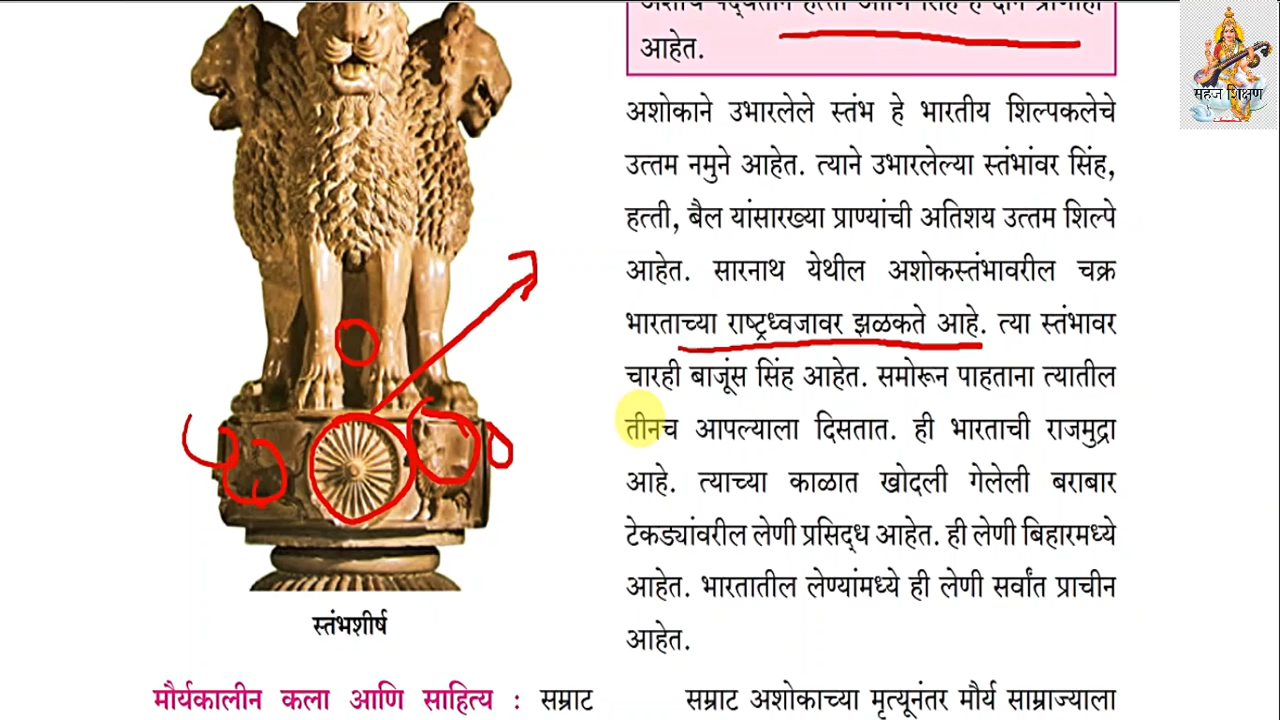 आहेत.
अशोकाने उभारलेले स्तंभ हे भारतीय शिल्पकलेचे
उत्तम नमुने आहेत. त्याने उभारलेल्या स्तंभांवर सिंह,
हत्ती, बैल यांसारख्या प्राण्यांची अतिशय उत्तम शिल्पे
आहेत. सारनाथ येथील अशोकस्तंभावरील चक्र
भारताच्या राष्ट्रध्वजावर झळकते आहे. त्या स्तंभावर
चारही बाजूंस सिंह आहेत. समोरून पाहताना त्यातील
तीनच आपल्याला दिसतात. ही भारताची राजमुद्रा
आहे. त्याच्या काळात खोदली गेलेली बराबार
टेकड्यांवरील लेणी प्रसिद्ध आहेत. ही लेणी बिहारमध्ये
आहेत. भारतातील लेण्यांमध्ये ही लेणी सर्वांत प्राचीन
आहेत.
स्तंभशीर्ष
मौर्यकालीन कला आणि साहित्य : सम्राट
सम्राट अशोकाच्या मृत्यूनंतर मौर्य साम्राज्याला
सहज शिक्षण